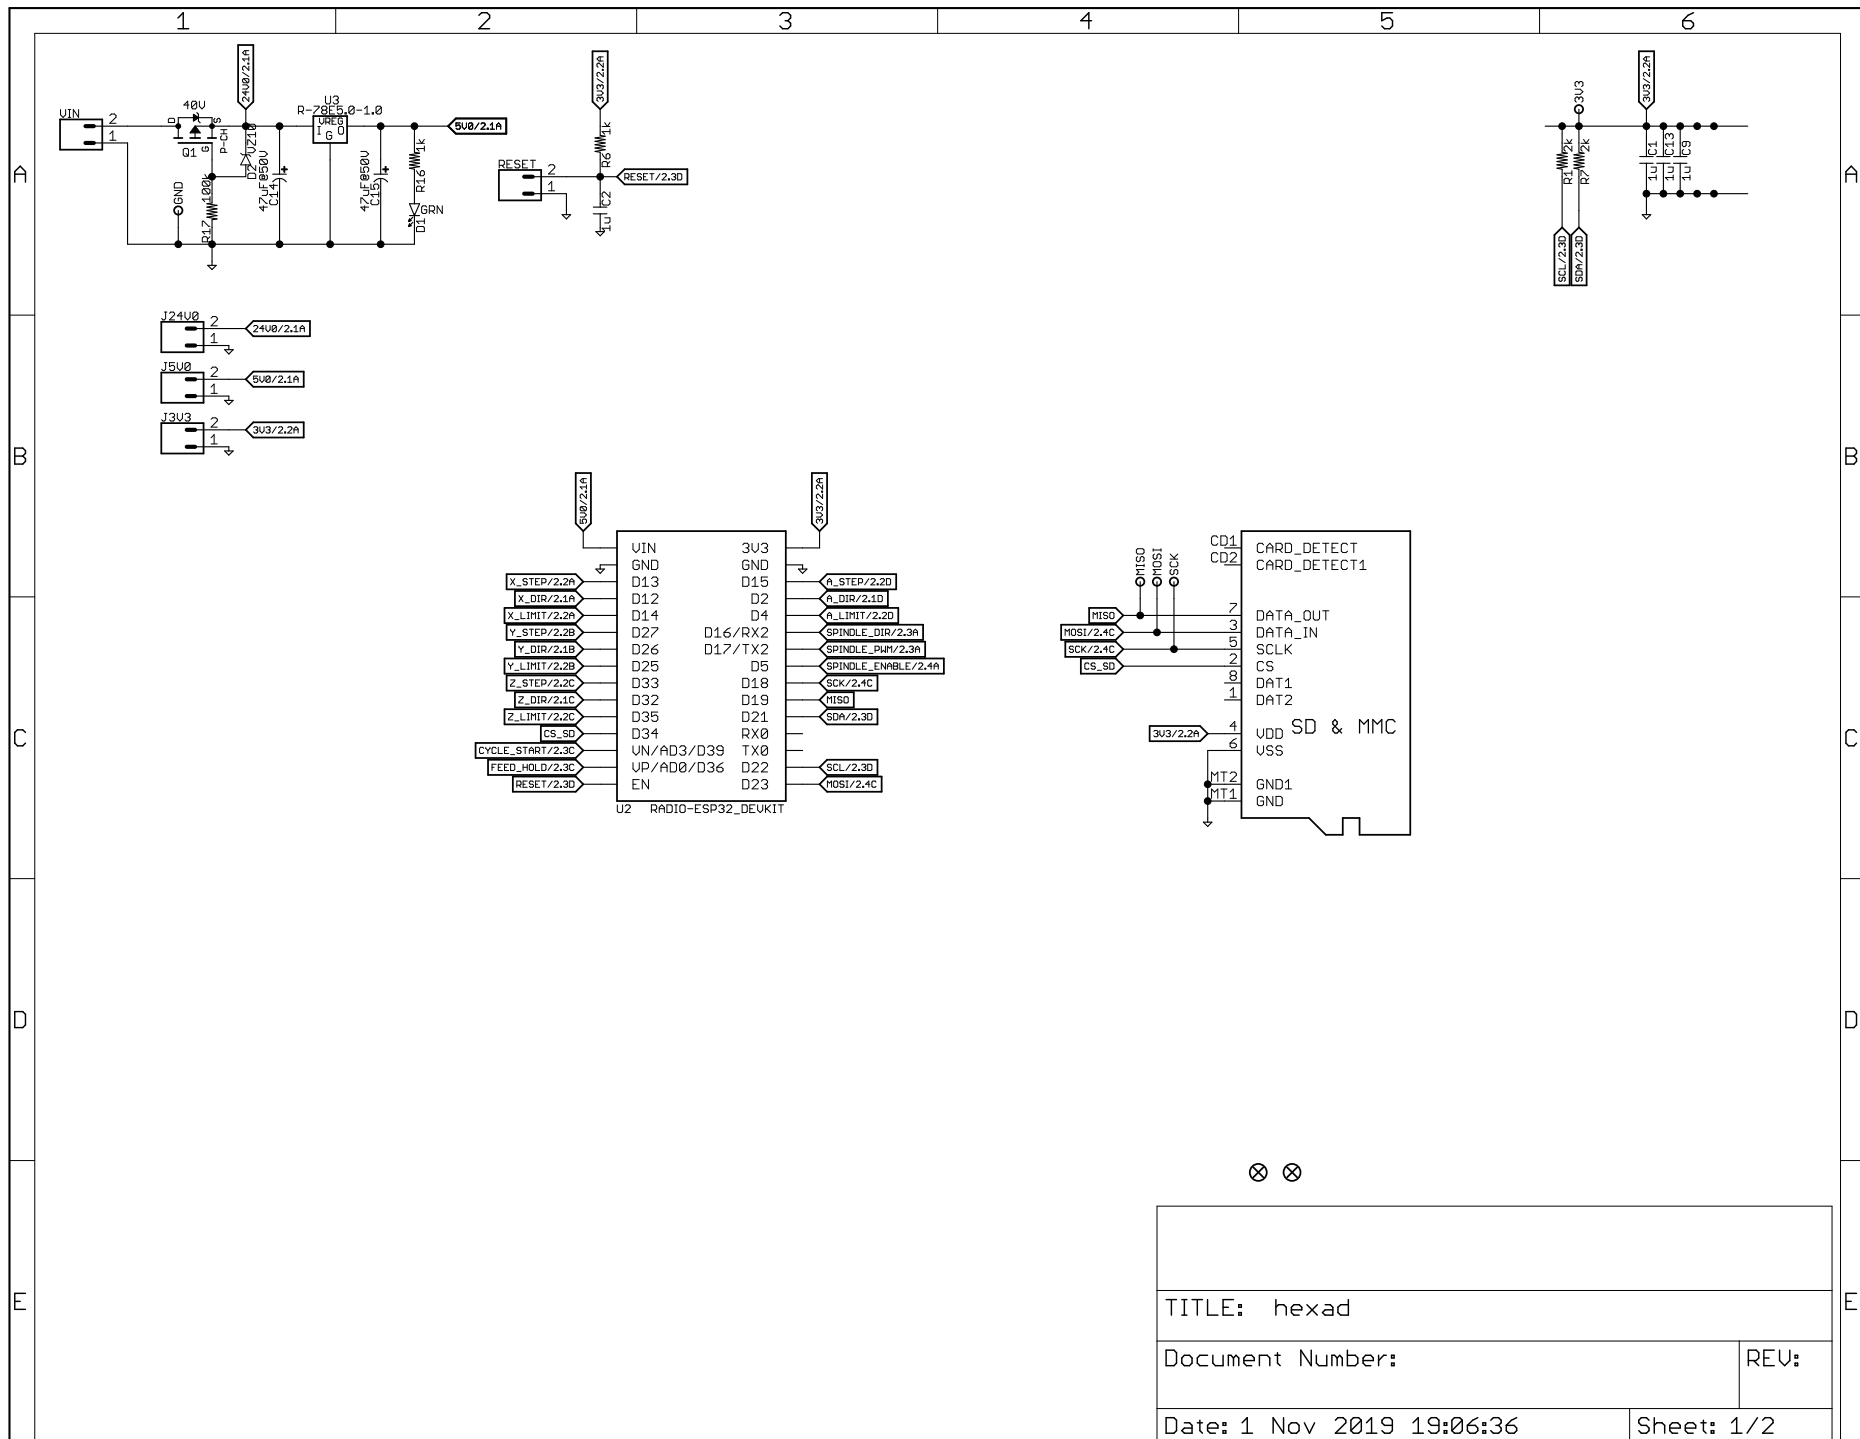 1 2 3 4 5 6
A
B
C
D
E
A
B
C
D
E
VIN
2
1
40V
D
S
G
Q1
P-CH
24V0/2.1A
D2
VZ10
GND
R17
100k
47uF@50V
C14
U3
R-78E5.0-1.0
VREG
I O
G
47uF@50V
C15
1k
R16
GRN
D1
5V0/2.1A
3V3/2.2A
1k
R6
RESET
2
1
RESET/2.3D
C2
1u
3V3
R1
2k
R7
2k
SCL/2.3D
SDA/2.3D
3V3/2.2A
C1
1u
C13
1u
C9
1u
J24V0
2
1
24V0/2.1A
J5V0
2
1
5V0/2.1A
J3V3
2
1
3V3/2.2A
5V0/2.1A
3V3/2.2A
VIN 3V3
GND GND
X_STEP/2.2A D13 D15 A_STEP/2.2D
X_DIR/2.1A D12 D2 A_DIR/2.1D
X_LIMIT/2.2A D14 D4 A_LIMIT/2.2D
Y_STEP/2.2B D27 D16/RX2 SPINDLE_DIR/2.3A
Y_DIR/2.1B D26 D17/TX2 SPINDLE_PWM/2.3A
Y_LIMIT/2.2B D25 D5 SPINDLE_ENABLE/2.4A
Z_STEP/2.2C D33 D18 SCK/2.4C
Z_DIR/2.1C D32 D19 MISO
Z_LIMIT/2.2C D35 D21 SDA/2.3D
CS_SD D34 RX0
CYCLE_START/2.3C VN/AD3/D39 TX0
FEED_HOLD/2.3C VP/AD0/D36 D22 SCL/2.3D
RESET/2.3D EN D23 MOSI/2.4C
U2 RADIO-ESP32_DEVKIT
MISO
MOSI
SCK
CD1 CARD_DETECT
CD2 CARD_DETECT1
MISO 7 DATA_OUT
MOSI/2.4C 3 DATA_IN
SCK/2.4C 5 SCLK
CS_SD 2 CS
8 DAT1
1 DAT2
SD & MMC
3V3/2.2A 4 VDD
6 VSS
MT2 GND1
MT1 GND
TITLE: hexad
Document Number:
REV:
Date: 1 Nov 2019 19:06:36
Sheet: 1/2